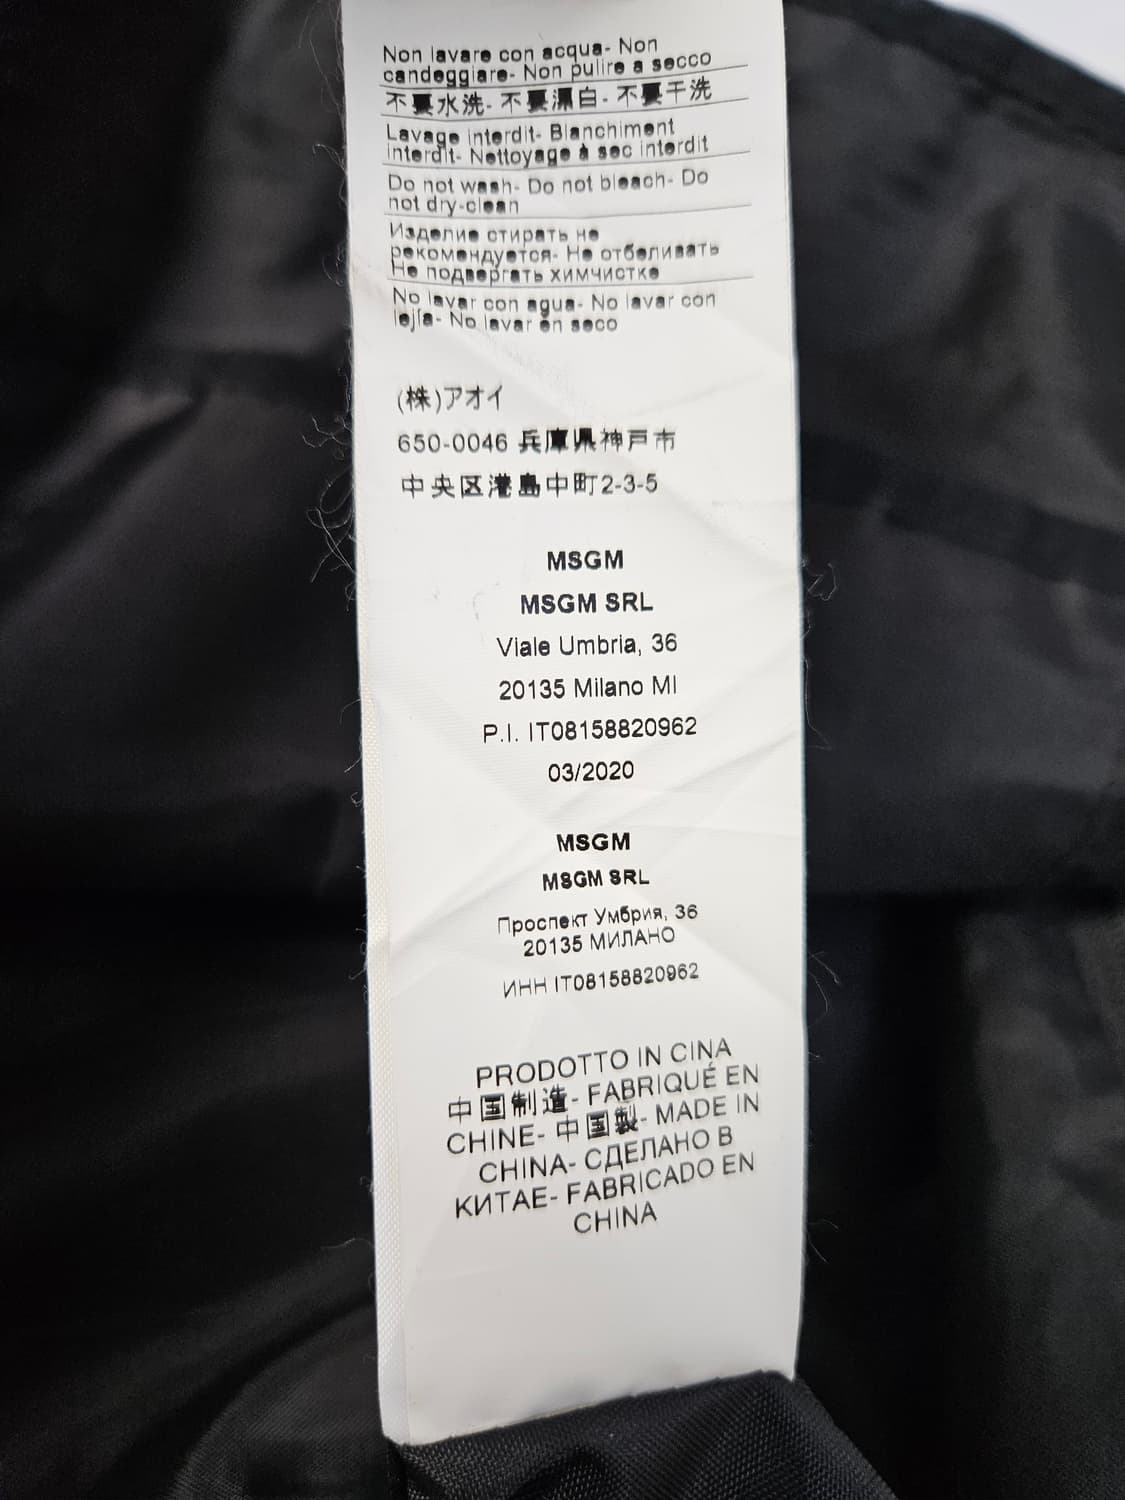 Non lavare con acqua- Non
candeggiare- Non pulire a secco
不要水洗- 不要漂白- 不要干洗
Lavage interdit- Blanchiment
interdit- Nettoyage à sec interdit
Do not wash- Do not bleach- Do
not dry-clean
Изделие стирать не
рекомендуется- Не отбеливать
Не подвергать химчистке
No lavar con agua- No lavar con
lejía- No lavar en seco
(株)アオイ
650-0046 兵庫県神戸市
中央区港島中町2-3-5
MSGM
MSGM SRL
Viale Umbria, 36
20135 Milano MI
P.I. IT08158820962
03/2020
MSGM
MSGM SRL
Проспект Умбрия, 36
20135 МИЛАНО
ИНН IT08158820962
PRODOTTO IN CINA
中国制造- FABRIQUÉ EN
CHINE- 中国製- MADE IN
CHINA- СДЕЛАНО В
КИТАЕ- FABRICADO EN
CHINA